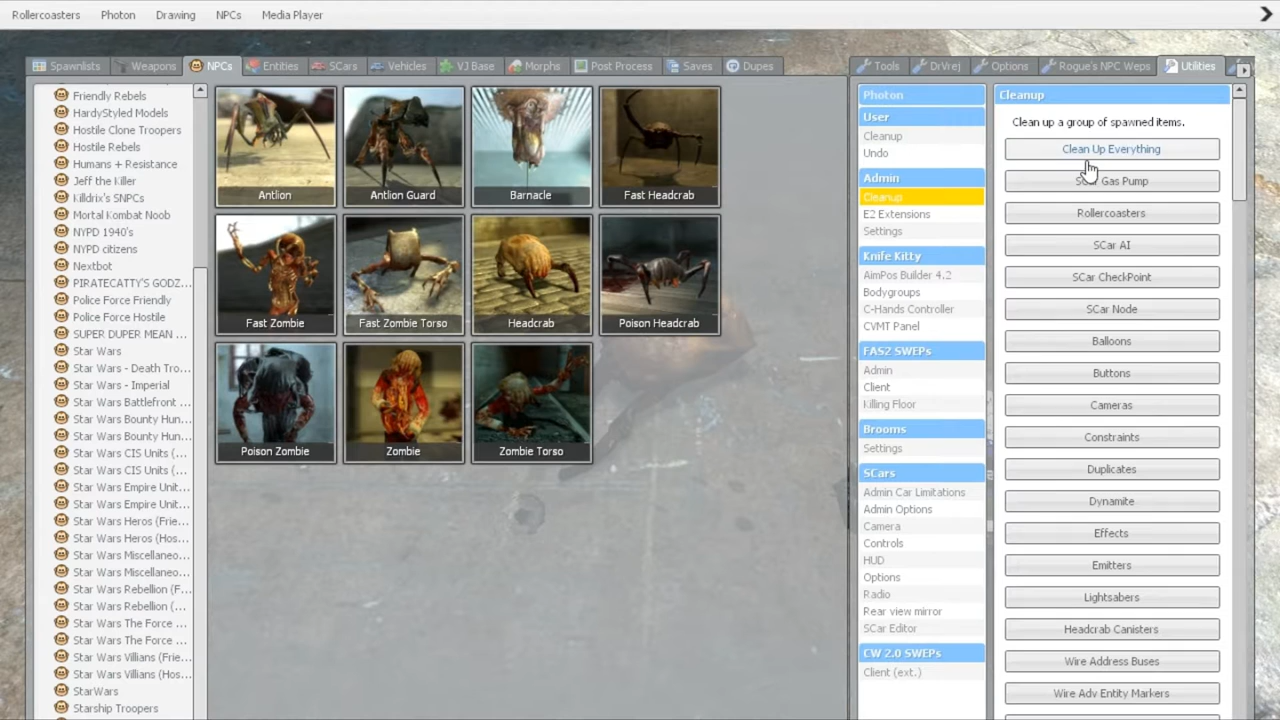 Rollercoasters Photon Drawing NPCs Media Player
Spawnlists Weapons NPCs Entities SCars Vehicles VJ Base Morphs Post Process Saves Dupes
Tools DrVrej Options Rogue's NPC Weps Utilities
Friendly Rebels
HardyStyled Models
Hostile Clone Troopers
Hostile Rebels
Humans + Resistance
Jeff the Killer
Killdrix's SNPCs
Mortal Kombat Noob
NYPD 1940's
NYPD citizens
Nextbot
PIRATECATTY'S GODZ...
Police Force Friendly
Police Force Hostile
SUPER DUPER MEAN ...
Star Wars
Star Wars - Death Tro...
Star Wars - Imperial
Star Wars Battlefront ...
Star Wars Bounty Hun...
Star Wars Bounty Hun...
Star Wars CIS Units (...
Star Wars CIS Units (...
Star Wars Empire Unit...
Star Wars Empire Unit...
Star Wars Heros (Frie...
Star Wars Heros (Hos...
Star Wars Miscellaneo...
Star Wars Miscellaneo...
Star Wars Rebellion (F...
Star Wars Rebellion (...
Star Wars The Force ...
Star Wars The Force ...
Star Wars Villians (Frie...
Star Wars Villians (Hos...
StarWars
Starship Troopers
Antlion
Antlion Guard
Barnacle
Fast Headcrab
Fast Zombie
Fast Zombie Torso
Headcrab
Poison Headcrab
Poison Zombie
Zombie
Zombie Torso
Photon
User
Cleanup
Undo
Admin
Cleanup
E2 Extensions
Settings
Knife Kitty
AimPos Builder 4.2
Bodygroups
C-Hands Controller
CVMT Panel
FAS2 SWEPs
Admin
Client
Killing Floor
Brooms
Settings
SCars
Admin Car Limitations
Admin Options
Camera
Controls
HUD
Options
Radio
Rear view mirror
SCar Editor
CW 2.0 SWEPs
Client (ext.)
Cleanup
Clean up a group of spawned items.
Clean Up Everything
Gas Pump
Rollercoasters
SCar AI
SCar CheckPoint
SCar Node
Balloons
Buttons
Cameras
Constraints
Duplicates
Dynamite
Effects
Emitters
Lightsabers
Headcrab Canisters
Wire Address Buses
Wire Adv Entity Markers